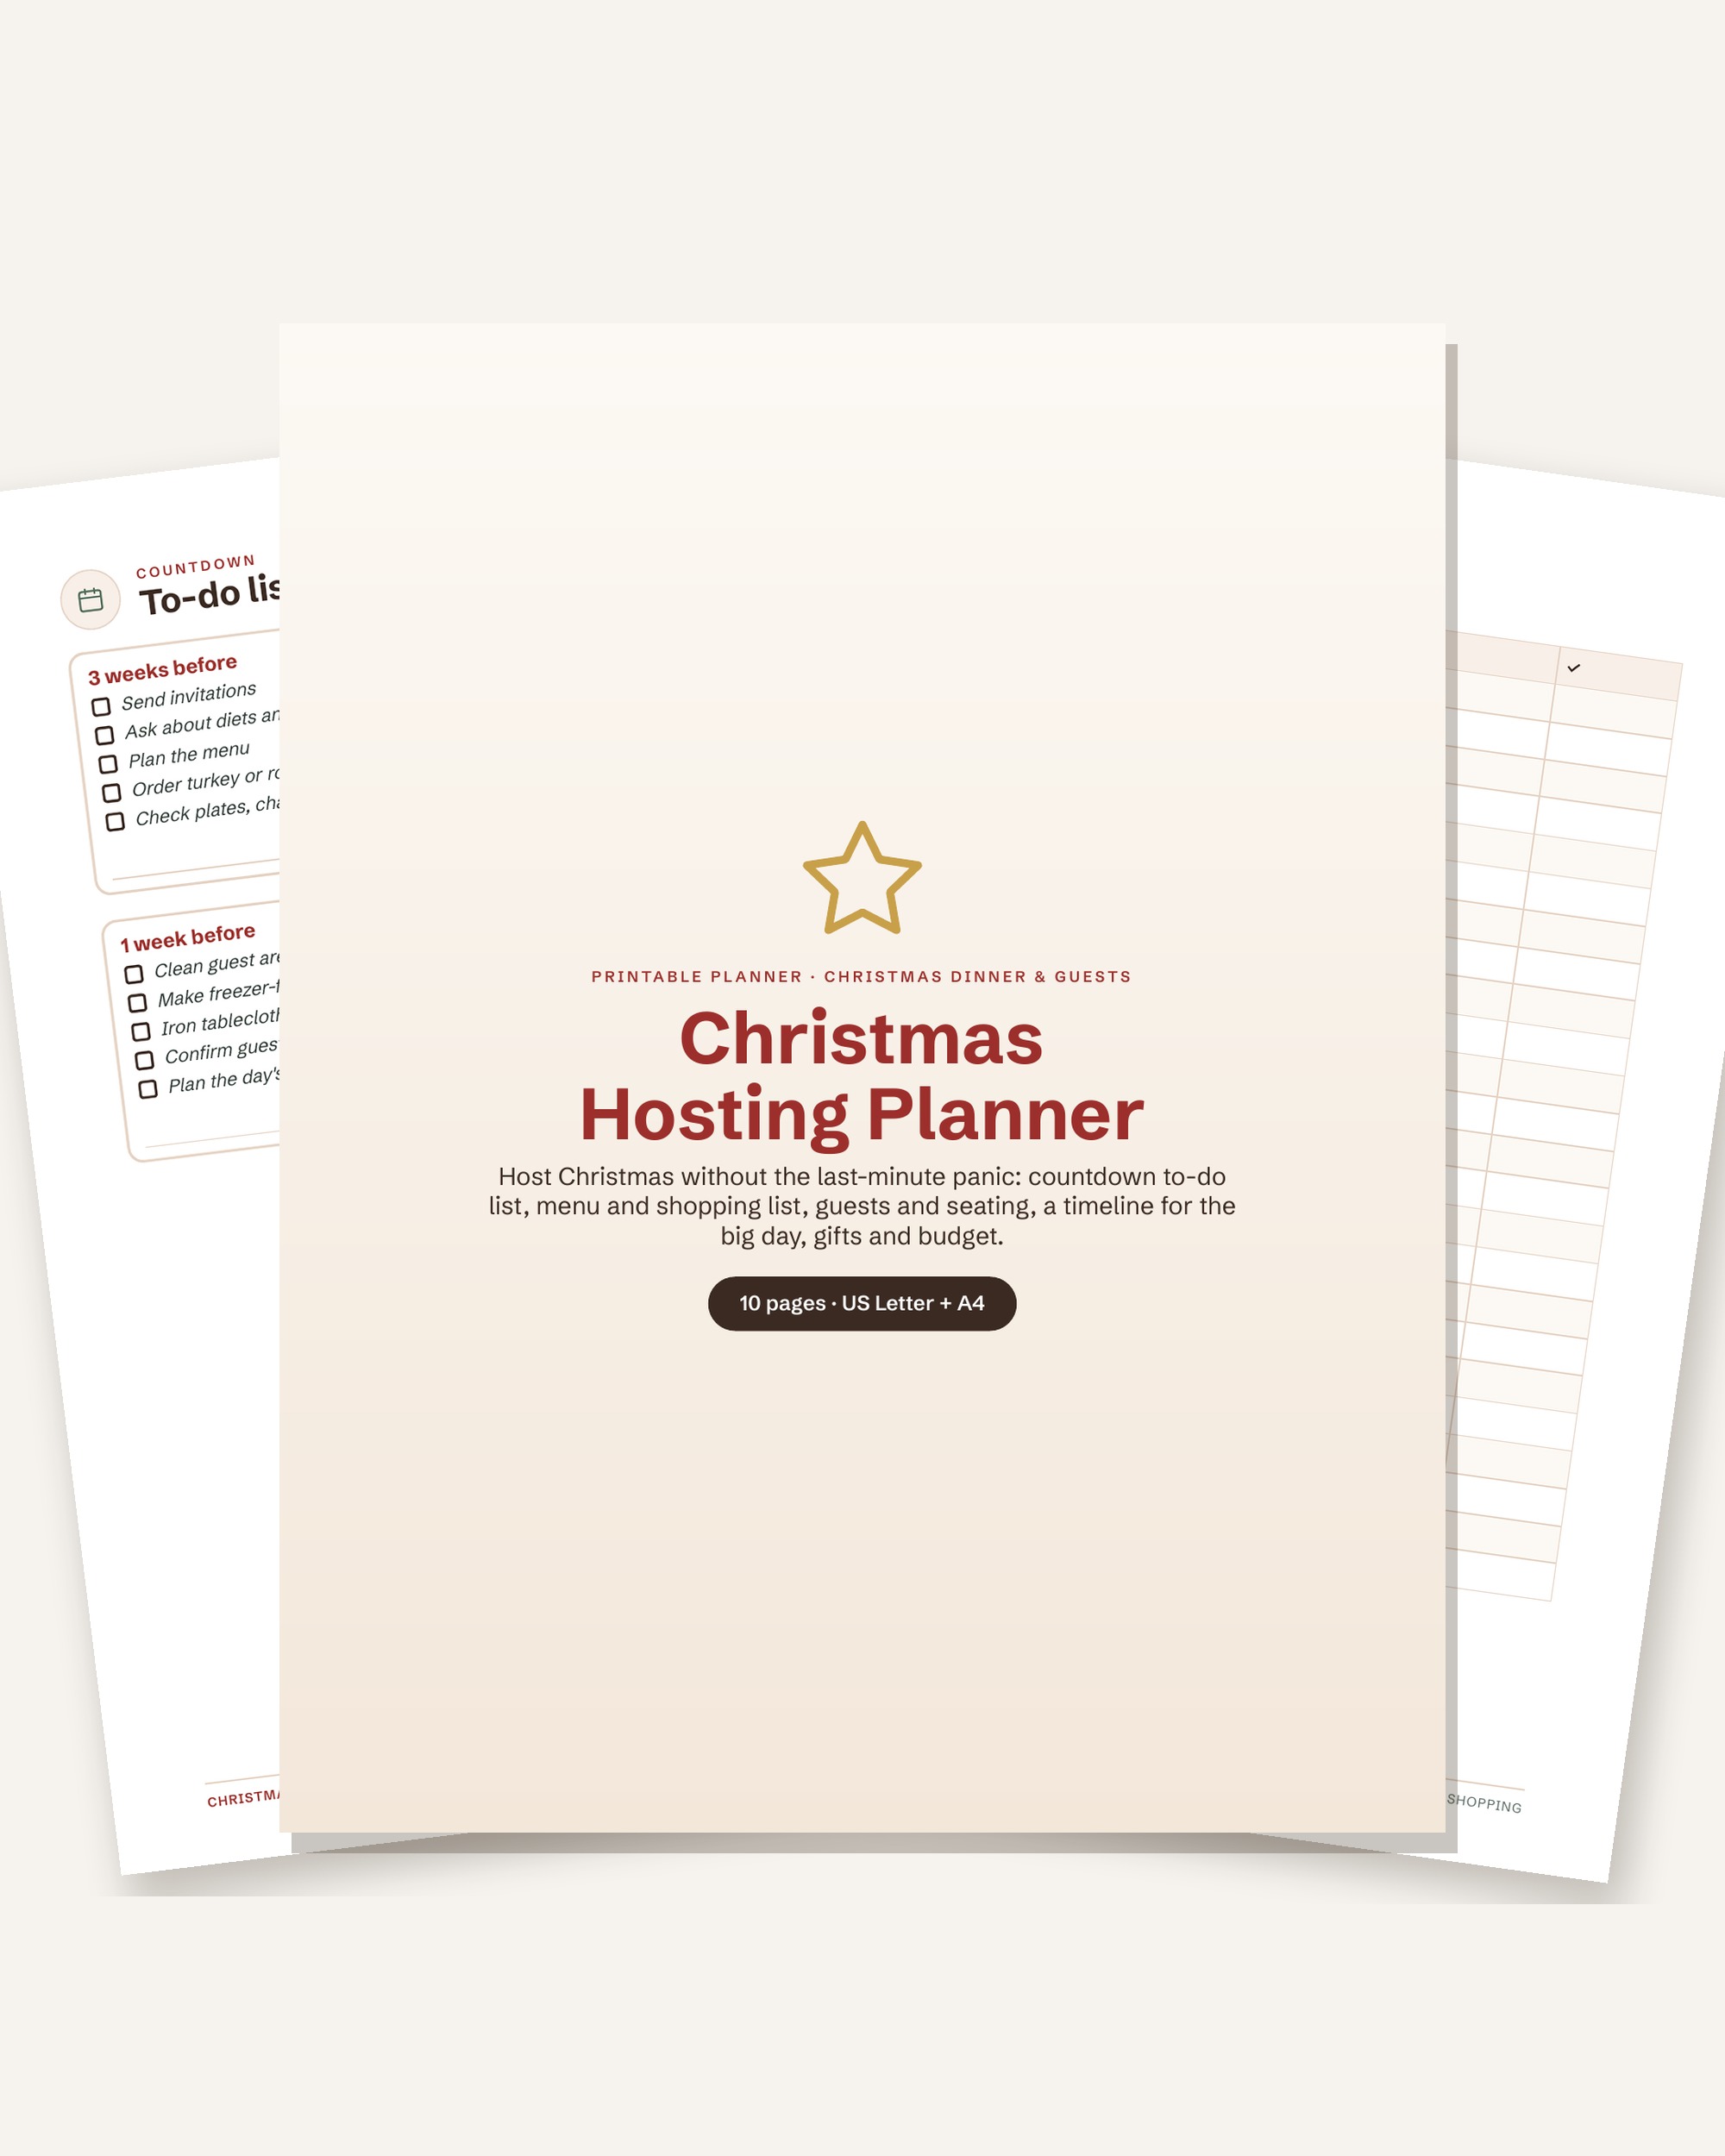 COUNTDOWN
To-do lis
3 weeks before
Send invitations
Ask about diets an
Plan the menu
Order turkey or ro
Check plates, cha
1 week before
Clean guest are
Make freezer-f
Iron tablecloth
Confirm gues
Plan the day's
CHRISTMA
PRINTABLE PLANNER · CHRISTMAS DINNER & GUESTS
Christmas
Hosting Planner
Host Christmas without the last-minute panic: countdown to-do
list, menu and shopping list, guests and seating, a timeline for the
big day, gifts and budget.
10 pages · US Letter + A4
SHOPPING